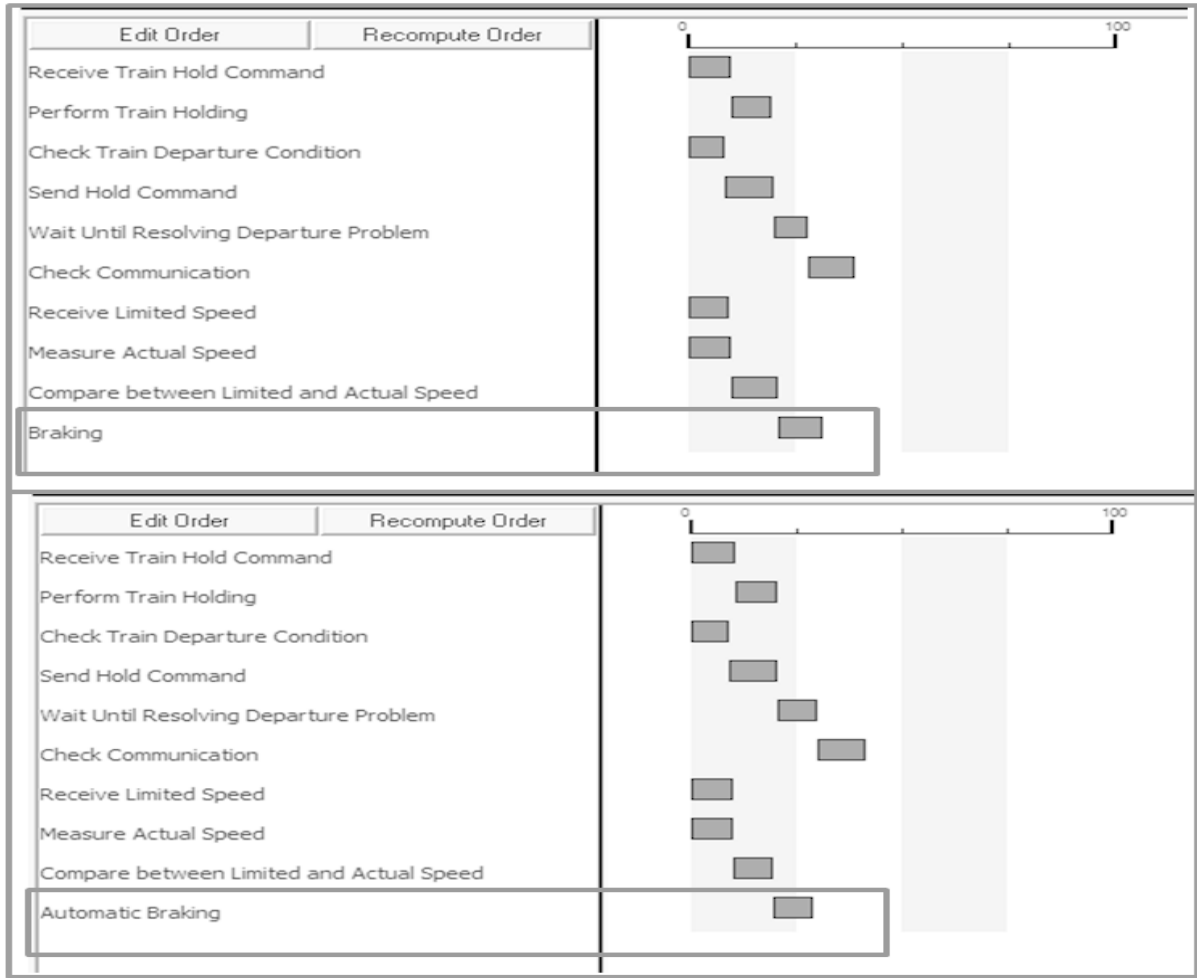 Edit Order Recompute Order 0 100
Receive Train Hold Command
Perform Train Holding
Check Train Departure Condition
Send Hold Command
Wait Until Resolving Departure Problem
Check Communication
Receive Limited Speed
Measure Actual Speed
Compare between Limited and Actual Speed
Braking
Edit Order Recompute Order 0 100
Receive Train Hold Command
Perform Train Holding
Check Train Departure Condition
Send Hold Command
Wait Until Resolving Departure Problem
Check Communication
Receive Limited Speed
Measure Actual Speed
Compare between Limited and Actual Speed
Automatic Braking